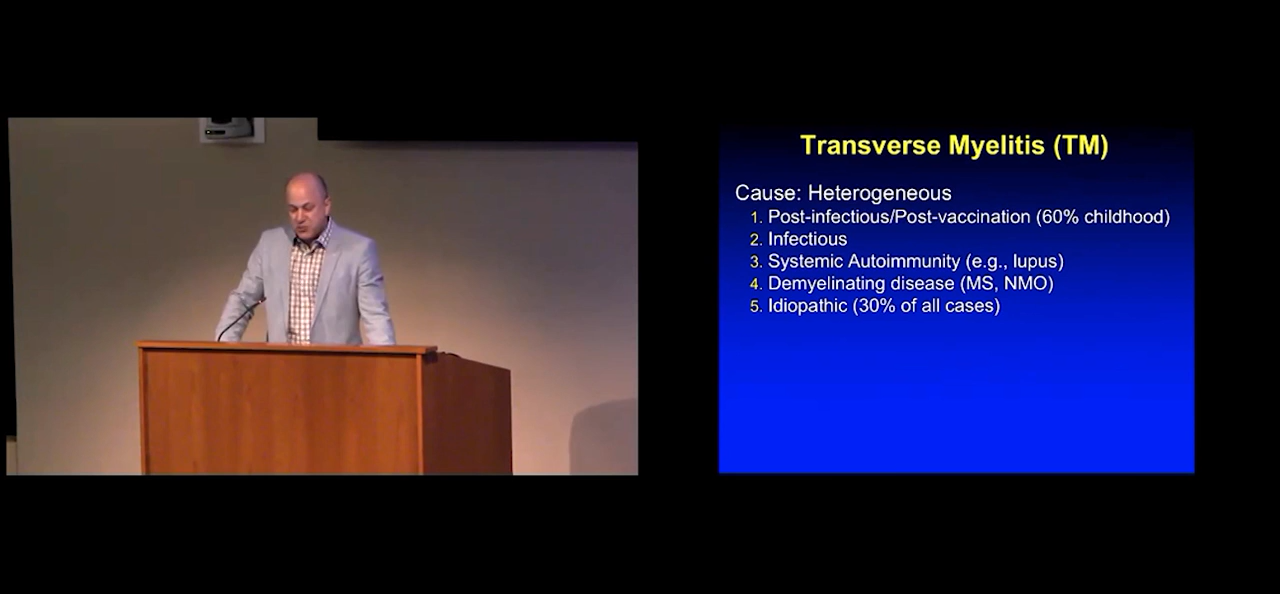 Transverse Myelitis (TM)
Cause: Heterogeneous
1. Post-infectious/Post-vaccination (60% childhood)
2. Infectious
3. Systemic Autoimmunity (e.g., lupus)
4. Demyelinating disease (MS, NMO)
5. Idiopathic (30% of all cases)